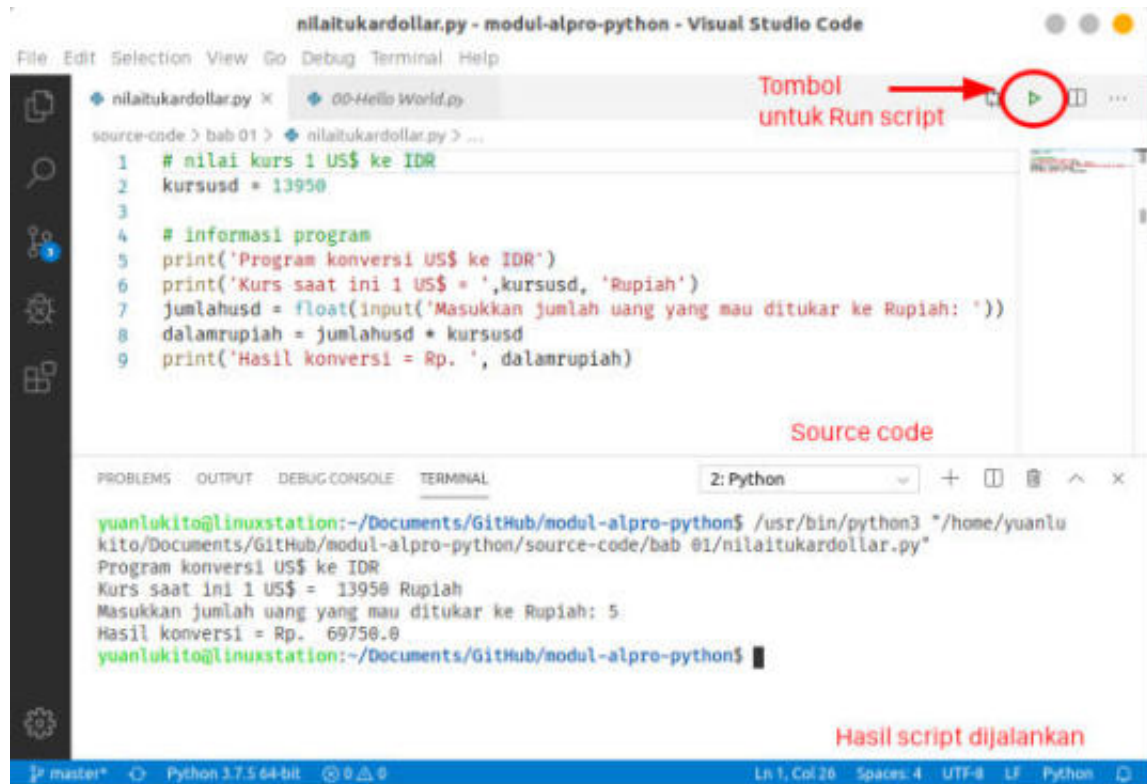 nilaitukardollar.py - modul-alpro-python - Visual Studio Code
File Edit Selection View Go Debug Terminal Help
nilaitukardollar.py × 00-Hello World.py
Tombol
untuk Run script
source-code > bab 01 > nilaitukardollar.py > ...
1 # nilai kurs 1 US$ ke IDR
2 kursusd = 13950
3
4 # informasi program
5 print('Program konversi US$ ke IDR')
6 print('Kurs saat ini 1 US$ = ',kursusd, 'Rupiah')
7 jumlahusd = float(input('Masukkan jumlah uang yang mau ditukar ke Rupiah: '))
8 dalamrupiah = jumlahusd * kursusd
9 print('Hasil konversi = Rp. ', dalamrupiah)
Source code
PROBLEMS OUTPUT DEBUG CONSOLE TERMINAL 2: Python
yuanlukito@linuxstation:~/Documents/GitHub/modul-alpro-python$ /usr/bin/python3 "/home/yuanlu
kito/Documents/GitHub/modul-alpro-python/source-code/bab 01/nilaitukardollar.py"
Program konversi US$ ke IDR
Kurs saat ini 1 US$ =  13950 Rupiah
Masukkan jumlah uang yang mau ditukar ke Rupiah: 5
Hasil konversi = Rp.  69750.0
yuanlukito@linuxstation:~/Documents/GitHub/modul-alpro-python$
Hasil script dijalankan
3
master* Python 3.7.5 64-bit 0 0 Ln 1, Col 26 Spaces: 4 UTF-8 LF Python